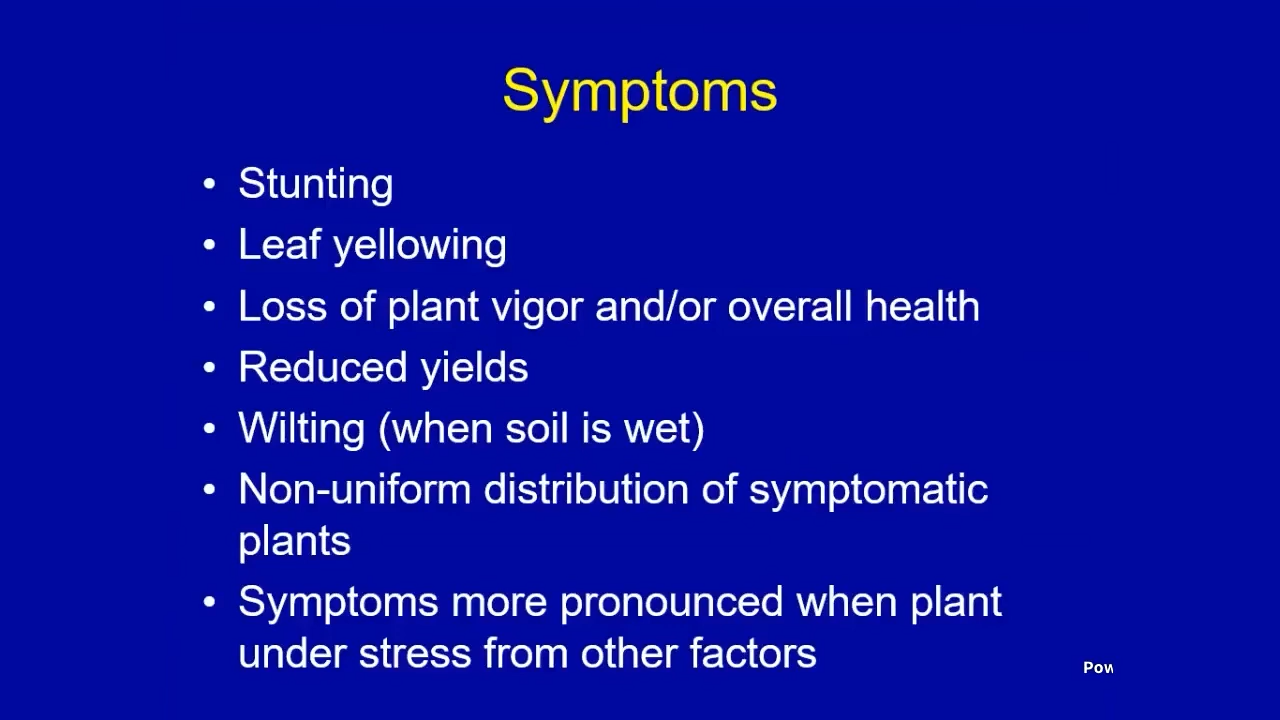 Symptoms
• Stunting
• Leaf yellowing
• Loss of plant vigor and/or overall health
• Reduced yields
• Wilting (when soil is wet)
• Non-uniform distribution of symptomatic
plants
• Symptoms more pronounced when plant
under stress from other factors